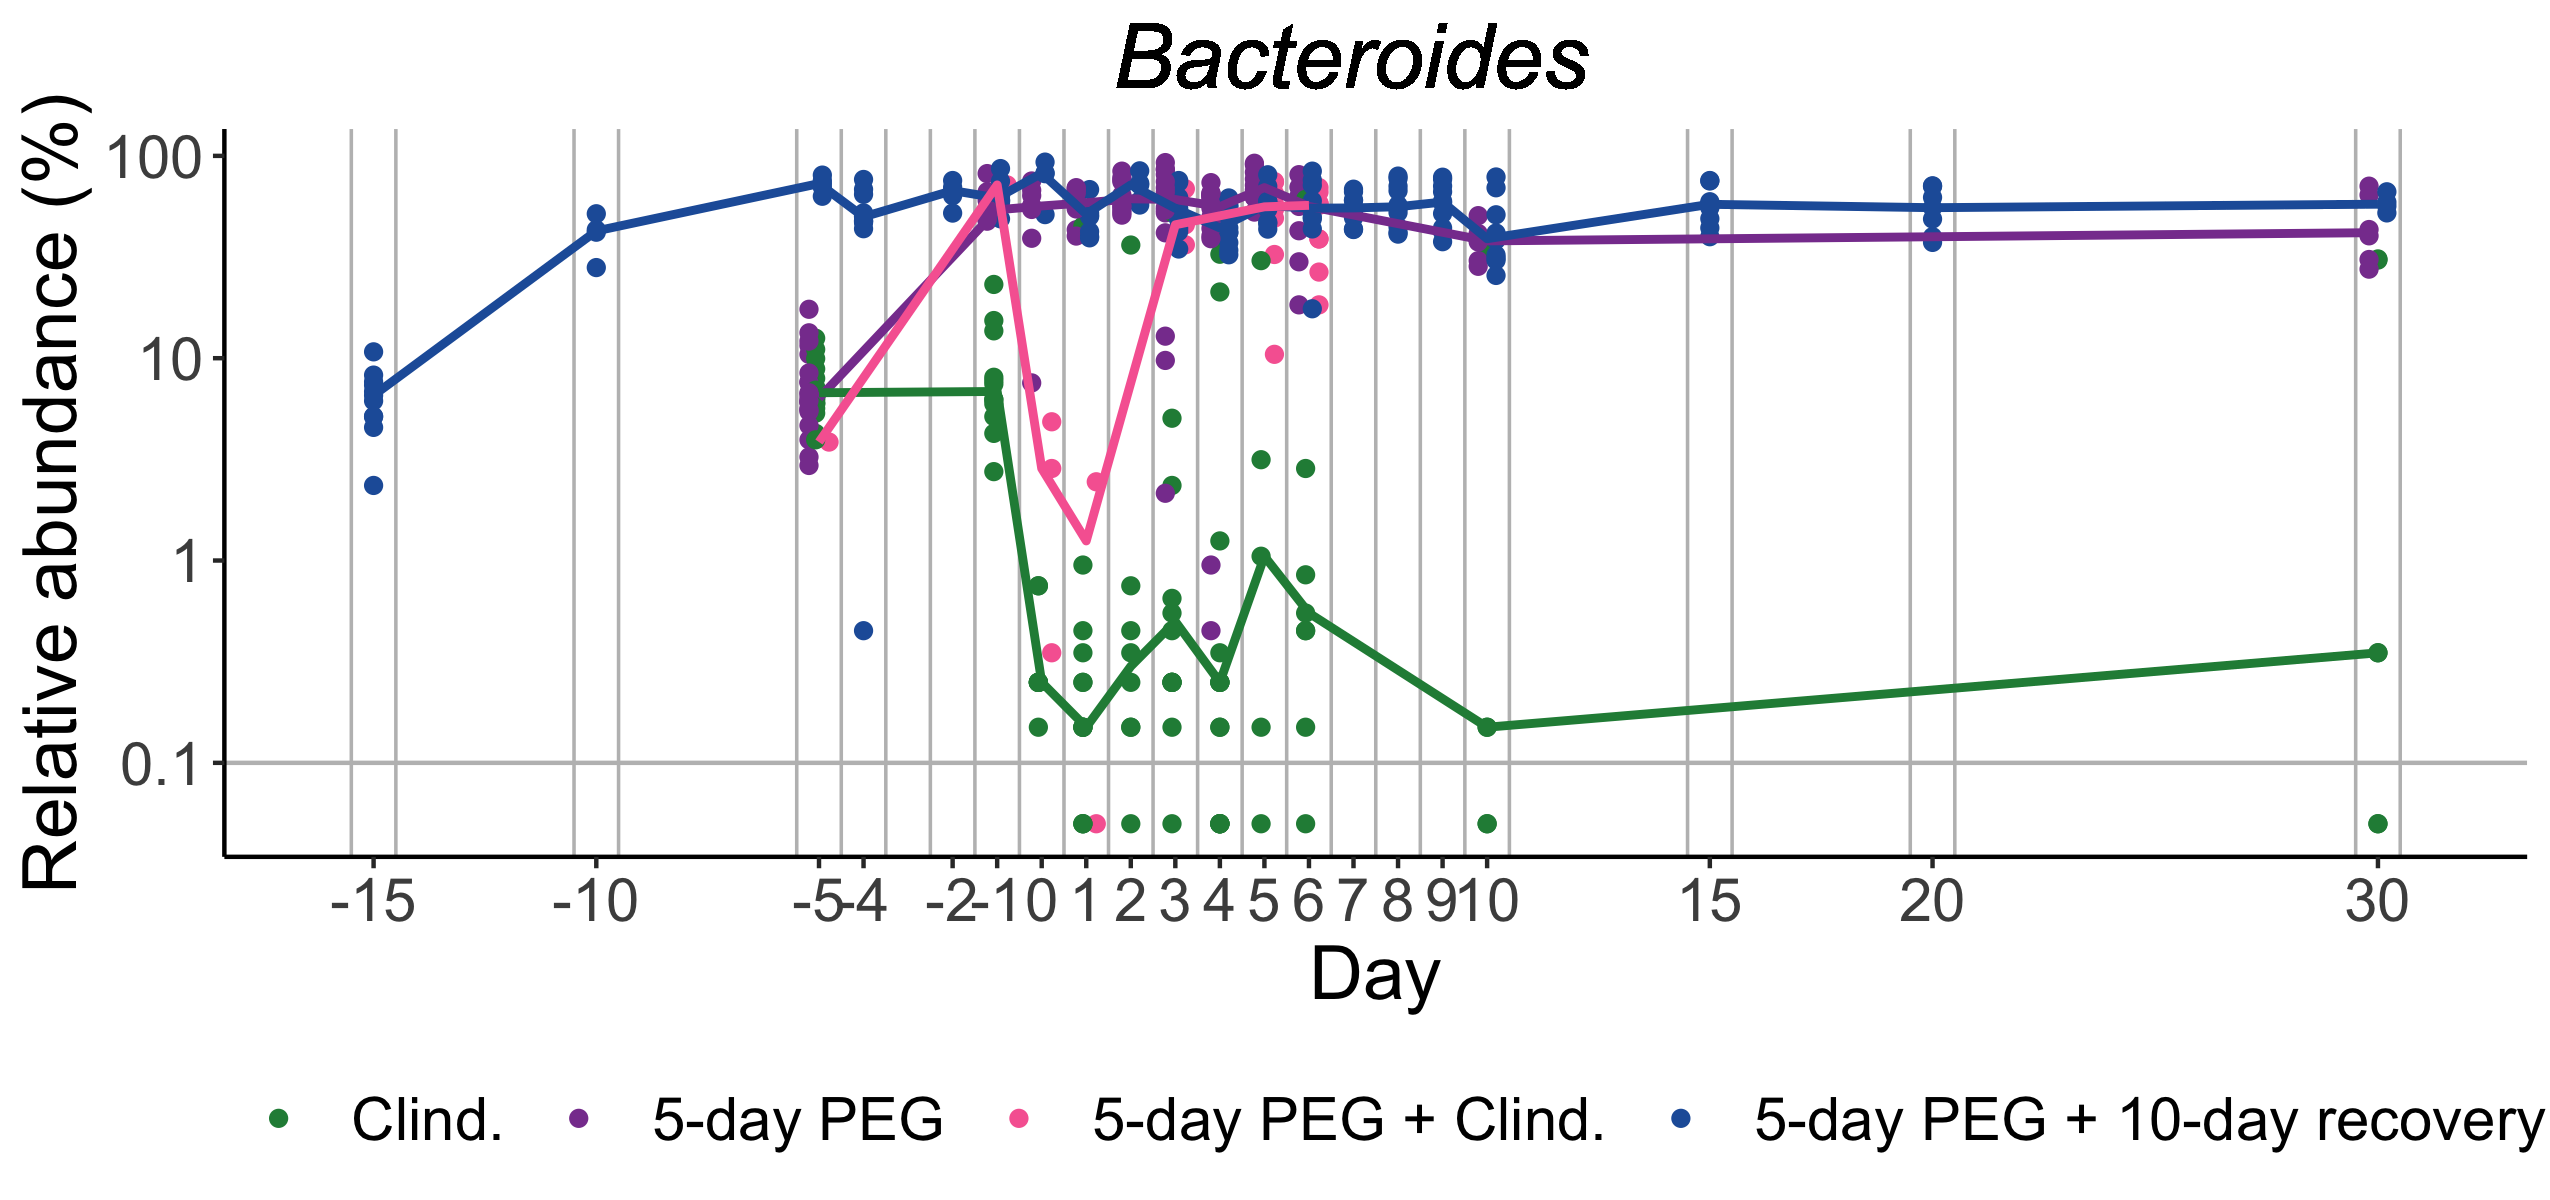 Bacteroides
Relative abundance (%)
100
10
1
0.1
-15 -10 -5 -4 -2 -1 0 1 2 3 4 5 6 7 8 9 10 15 20 30
Day
Clind. 5-day PEG 5-day PEG + Clind. 5-day PEG + 10-day recovery